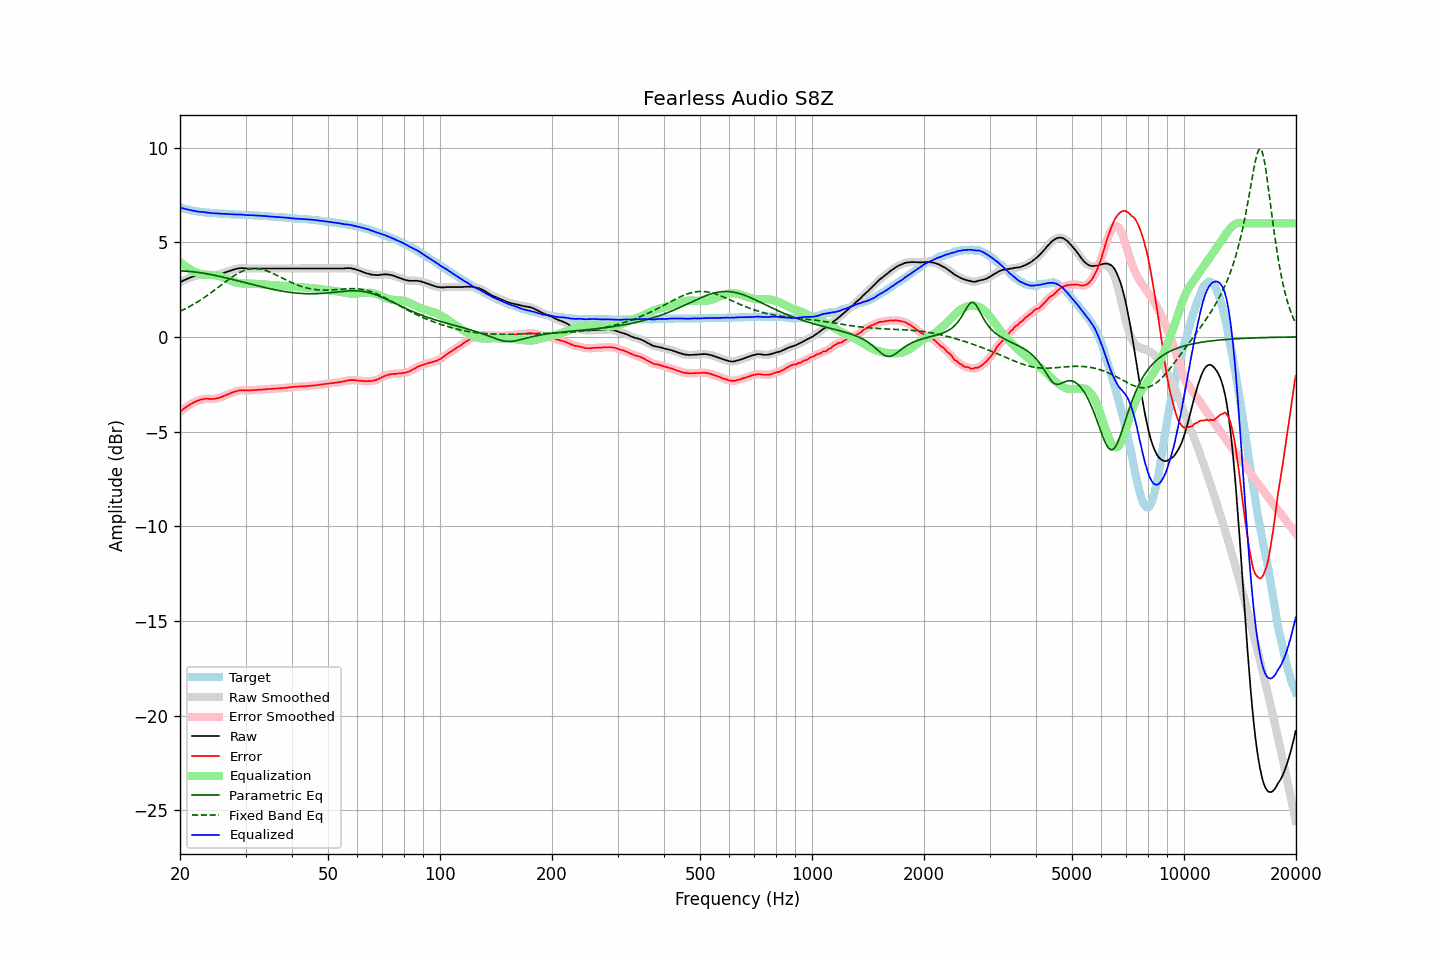 Fearless Audio S8Z
Amplitude (dBr)
10
5
0
−5
−10
−15
−20
−25
Target
Raw Smoothed
Error Smoothed
Raw
Error
Equalization
Parametric Eq
Fixed Band Eq
Equalized
20 50 100 200 500 1000 2000 5000 10000 20000
Frequency (Hz)